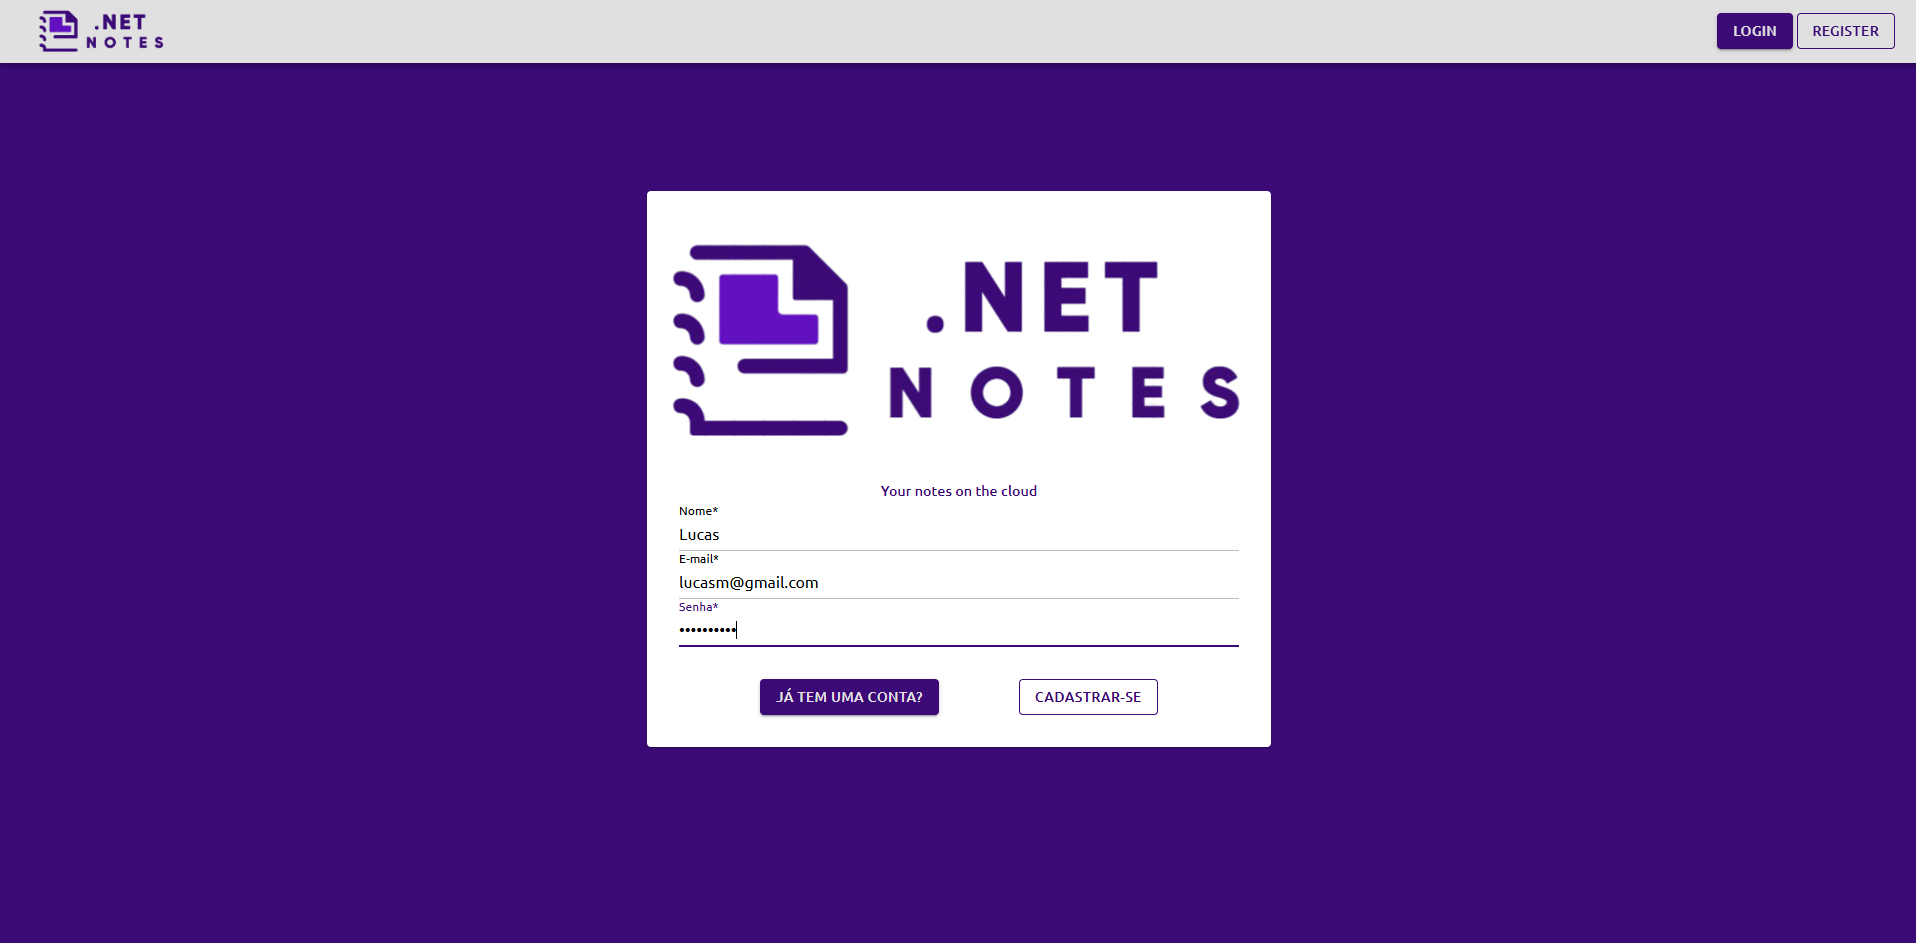 .NET
NOTES
LOGIN
REGISTER
.NET
NOTES
Your notes on the cloud
Nome*
Lucas
E-mail*
lucasm@gmail.com
Senha*
••••••••••
JÁ TEM UMA CONTA?
CADASTRAR-SE